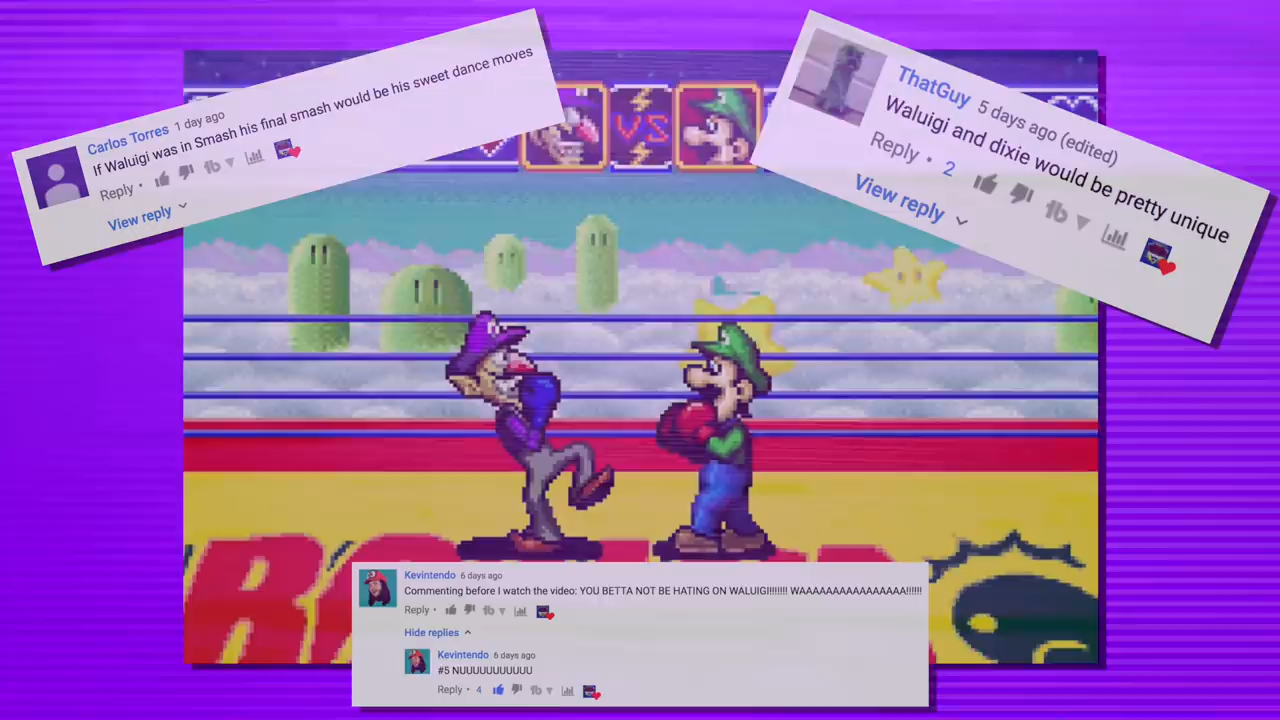 Carlos Torres 1 day ago
If Waluigi was in Smash his final smash would be his sweet dance moves
Reply •
View reply
VS
ThatGuy 5 days ago (edited)
Waluigi and dixie would be pretty unique
Reply • 2
View reply
Kevintendo 6 days ago
Commenting before I watch the video: YOU BETTA NOT BE HATING ON WALUIGI!!!!!!!! WAAAAAAAAAAAAAAAA!!!!!!
Reply •
Hide replies
Kevintendo 6 days ago
#5 NUUUUUUUUUUU
Reply • 4